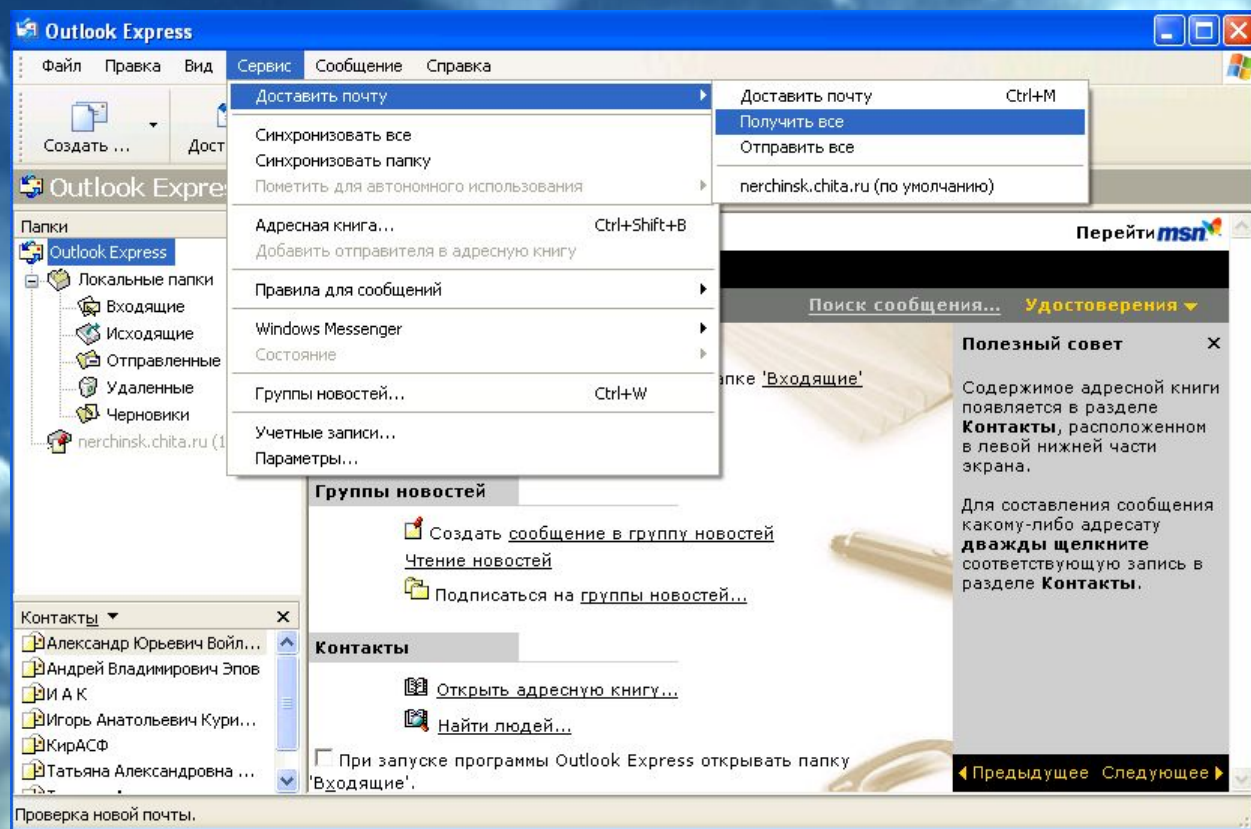 Outlook Express
Файл Правка Вид Сервис Сообщение Справка
Создать ...
Доставить почту
Синхронизовать все
Синхронизовать папку
Пометить для автономного использования
Адресная книга... Ctrl+Shift+B
Добавить отправителя в адресную книгу
Правила для сообщений
Windows Messenger
Состояние
Группы новостей... Ctrl+W
Учетные записи...
Параметры...
Доставить почту Ctrl+M
Получить все
Отправить все
nerchinsk.chita.ru (по умолчанию)
Outlook Expre
Папки
Outlook Express
Локальные папки
Входящие
Исходящие
Отправленные
Удаленные
Черновики
nerchinsk.chita.ru (1
Перейти msn
Поиск сообщения... Удостоверения
'Входящие'
Группы новостей
Создать сообщение в группу новостей
Чтение новостей
Подписаться на группы новостей...
Контакты
Открыть адресную книгу...
Найти людей...
При запуске программы Outlook Express открывать папку
'Входящие'.
Полезный совет
Содержимое адресной книги
появляется в разделе
Контакты, расположенном
в левой нижней части
экрана.
Для составления сообщения
какому-либо адресату
дважды щелкните
соответствующую запись в
разделе Контакты.
Предыдущее Следующее
Контакты
Александр Юрьевич Войл...
Андрей Владимирович Эпов
И А К
Игорь Анатольевич Кури...
КирАСФ
Татьяна Александровна ...
Проверка новой почты.